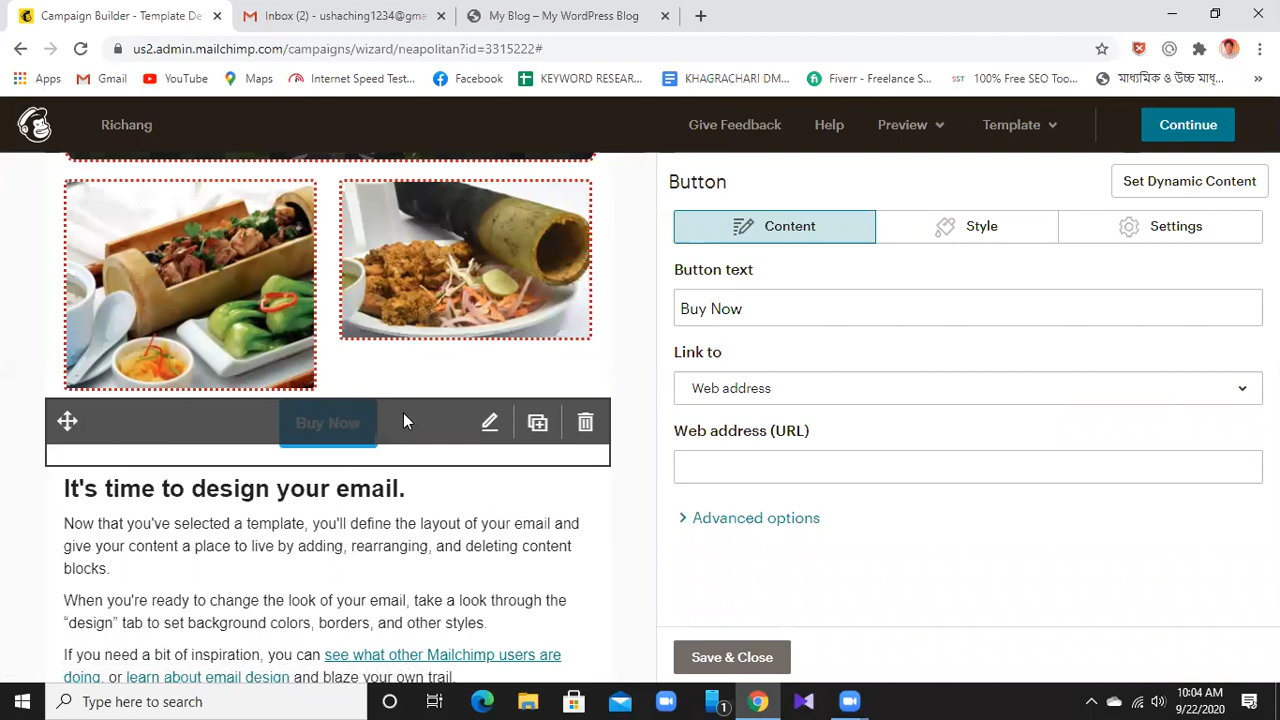 Campaign Builder - Template De
Inbox (2) - ushaching1234@gma
My Blog – My WordPress Blog
us2.admin.mailchimp.com/campaigns/wizard/neapolitan?id=3315222#
Apps
Gmail
YouTube
Maps
Internet Speed Test...
Facebook
KEYWORD RESEAR...
KHAGRACHARI DM...
Fiverr - Freelance S...
SST 100% Free SEO Too...
মাধ্যমিক ও উচ্চ মাধ্...
»
Richang
Give Feedback
Help
Preview
Template
Continue
Button
Set Dynamic Content
Content
Style
Settings
Button text
Buy Now
Link to
Web address
Web address (URL)
Advanced options
Save & Close
Buy Now
It's time to design your email.
Now that you've selected a template, you'll define the layout of your email and
give your content a place to live by adding, rearranging, and deleting content
blocks.
When you're ready to change the look of your email, take a look through the
“design” tab to set background colors, borders, and other styles.
If you need a bit of inspiration, you can see what other Mailchimp users are
doing, or learn about email design and blaze your own trail.
Type here to search
1
10:04 AM
9/22/2020